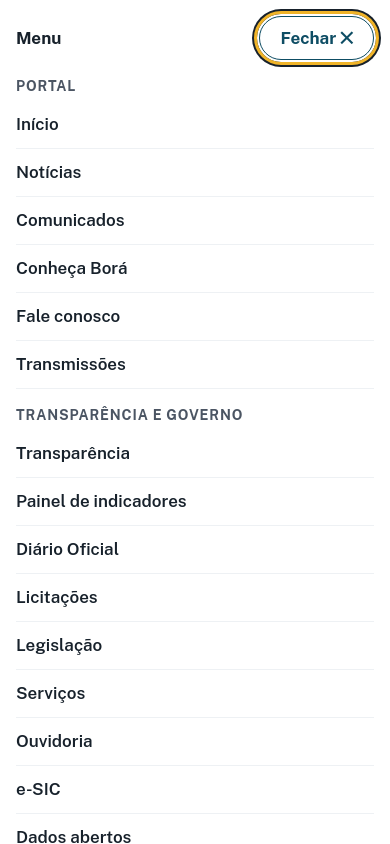 Menu
Fechar ✕
PORTAL
Início
Notícias
Comunicados
Conheça Borá
Fale conosco
Transmissões
TRANSPARÊNCIA E GOVERNO
Transparência
Painel de indicadores
Diário Oficial
Licitações
Legislação
Serviços
Ouvidoria
e-SIC
Dados abertos